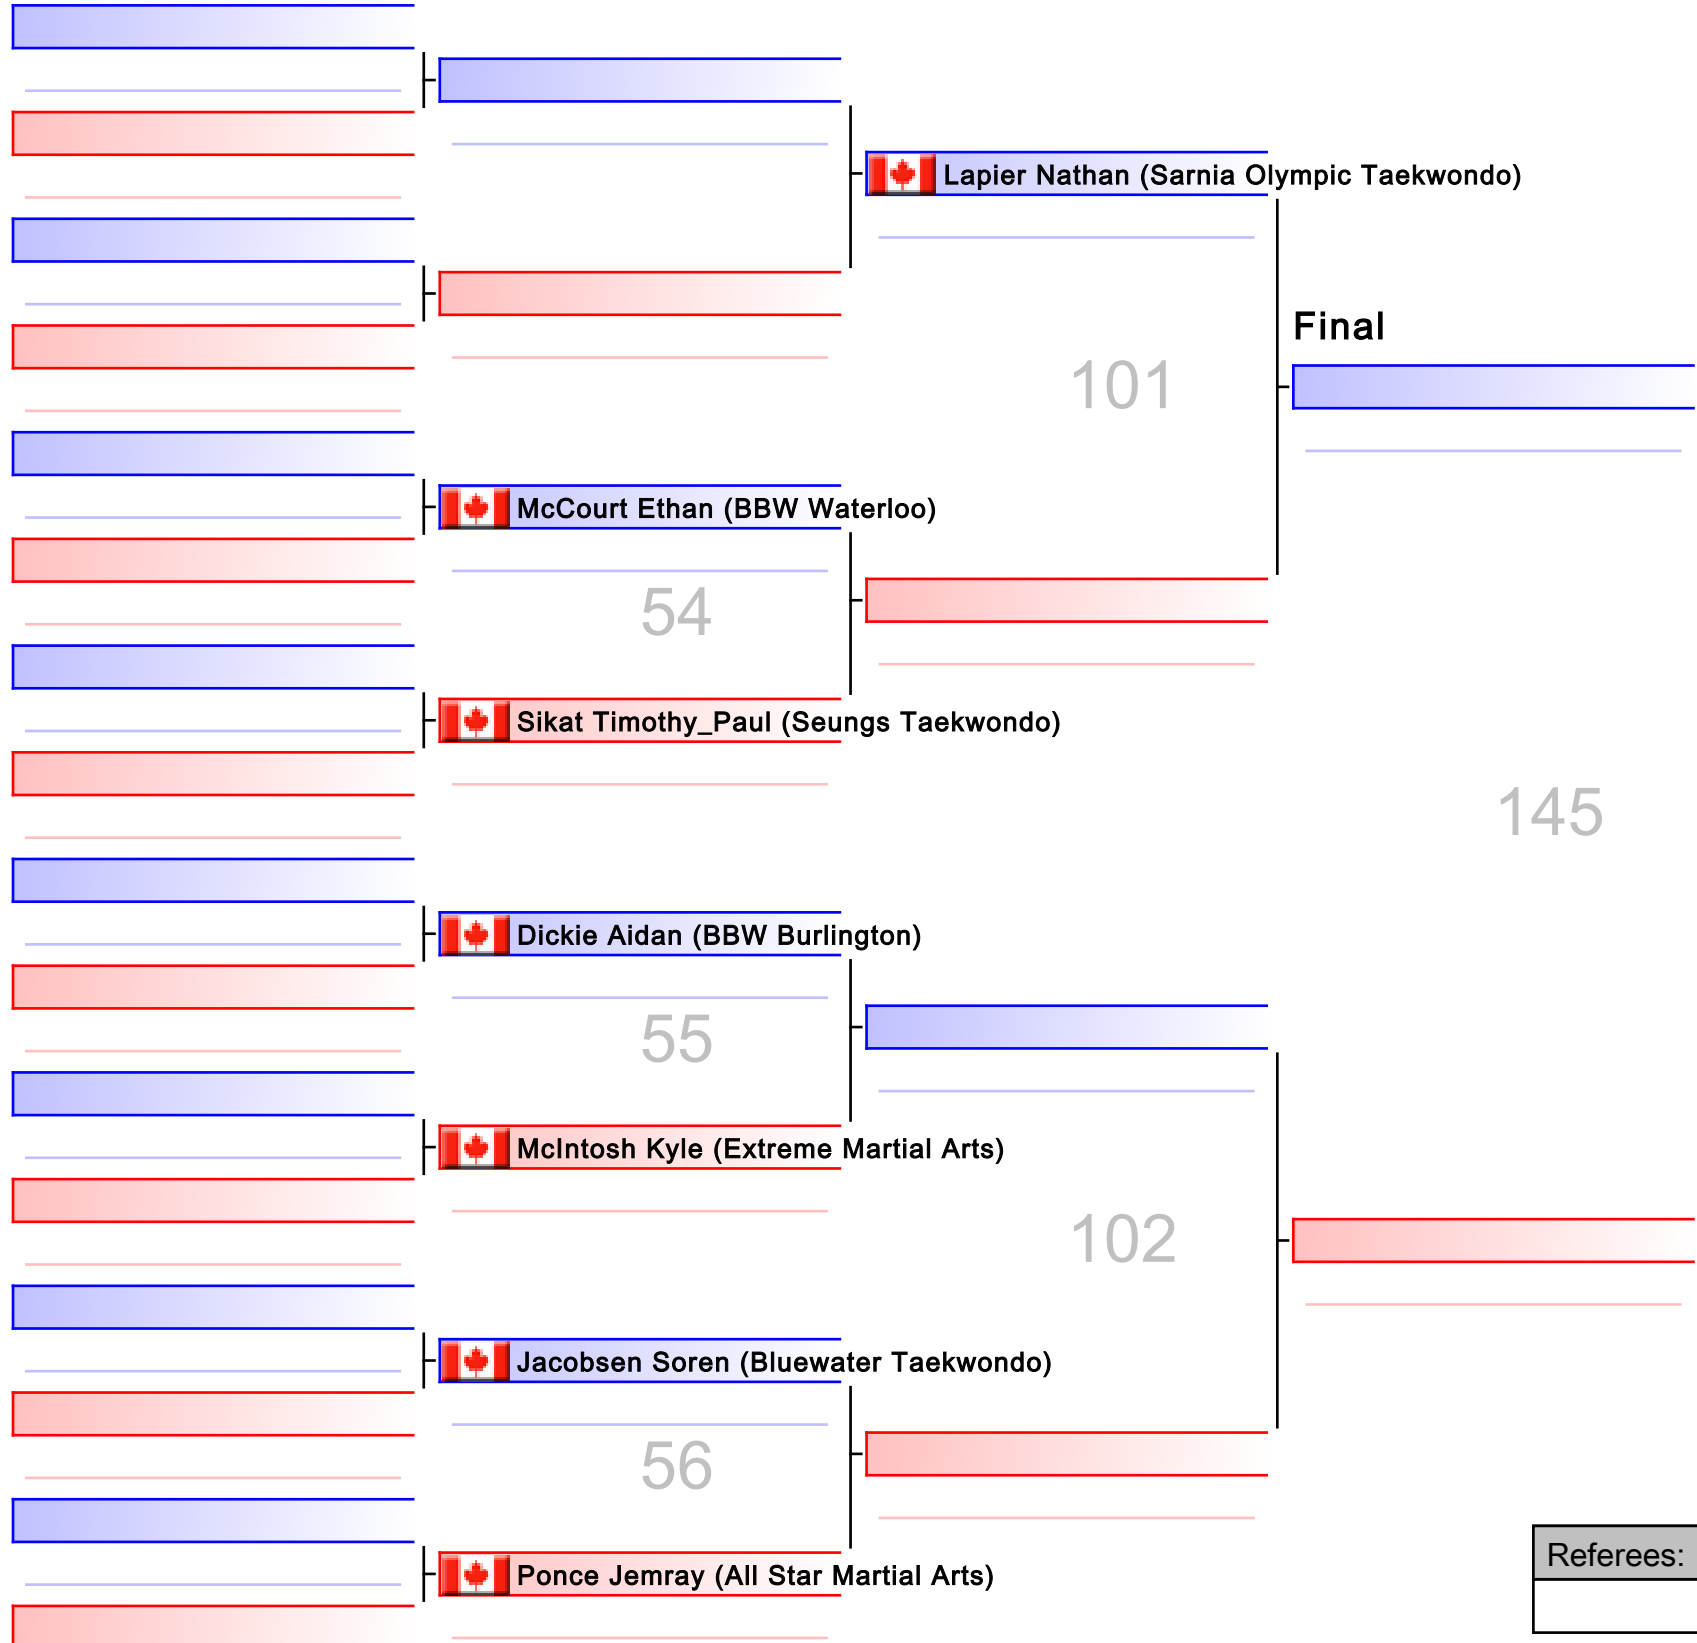 Lapier Nathan (Sarnia Olympic Taekwondo)
Final
101
McCourt Ethan (BBW Waterloo)
54
Sikat Timothy_Paul (Seungs Taekwondo)
145
Dickie Aidan (BBW Burlington)
55
McIntosh Kyle (Extreme Martial Arts)
102
Jacobsen Soren (Bluewater Taekwondo)
56
Referees:
Ponce Jemray (All Star Martial Arts)